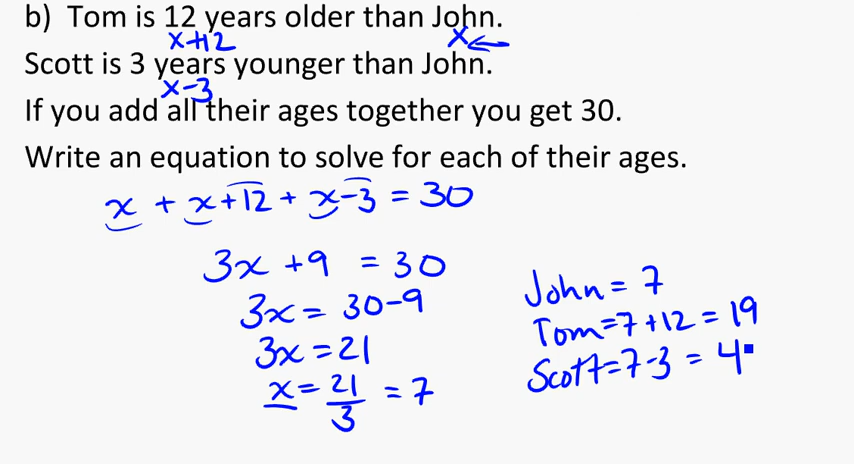 b) Tom is 12 years older than John.
x+12 x←
Scott is 3 years younger than John.
x-3
If you add all their ages together you get 30.
Write an equation to solve for each of their ages.
x + x+12 + x-3 = 30
3x +9 = 30
3x = 30-9
3x = 21
x = 21/3 = 7
John = 7
Tom=7+12 = 19
Scott=7-3 = 4